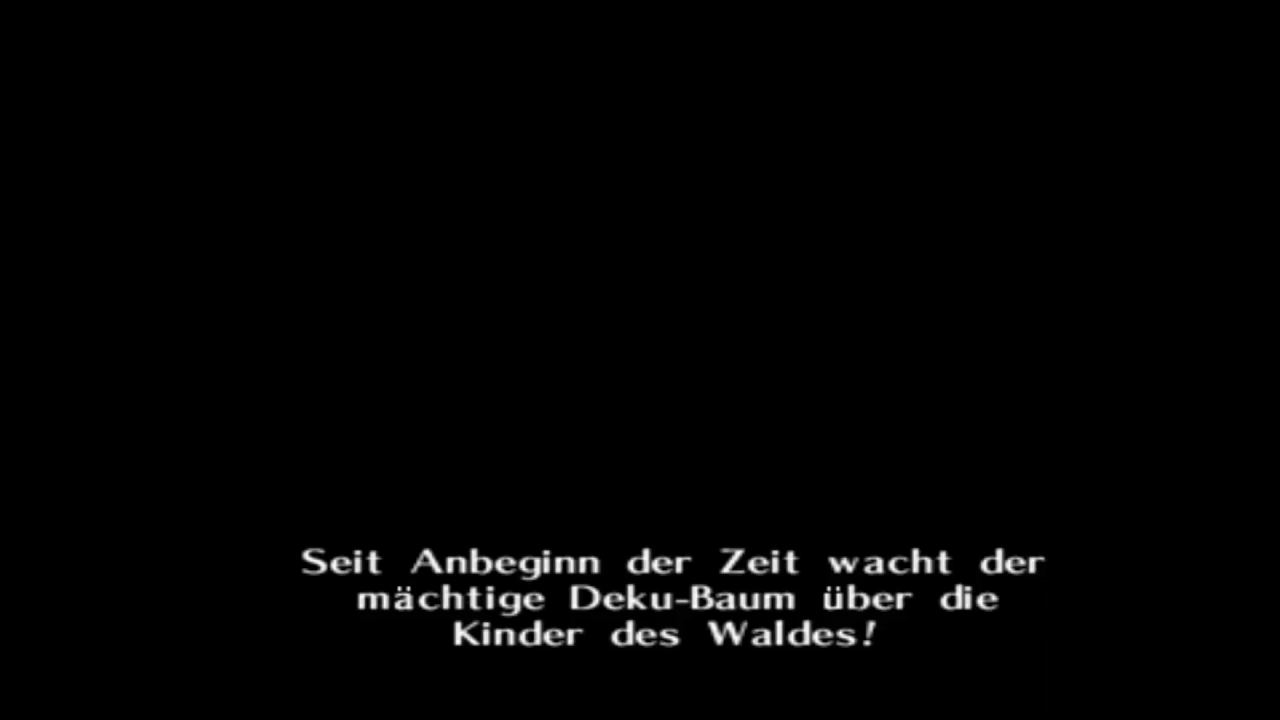 Seit Anbeginn der Zeit wacht der
mächtige Deku-Baum über die
Kinder des Waldes!